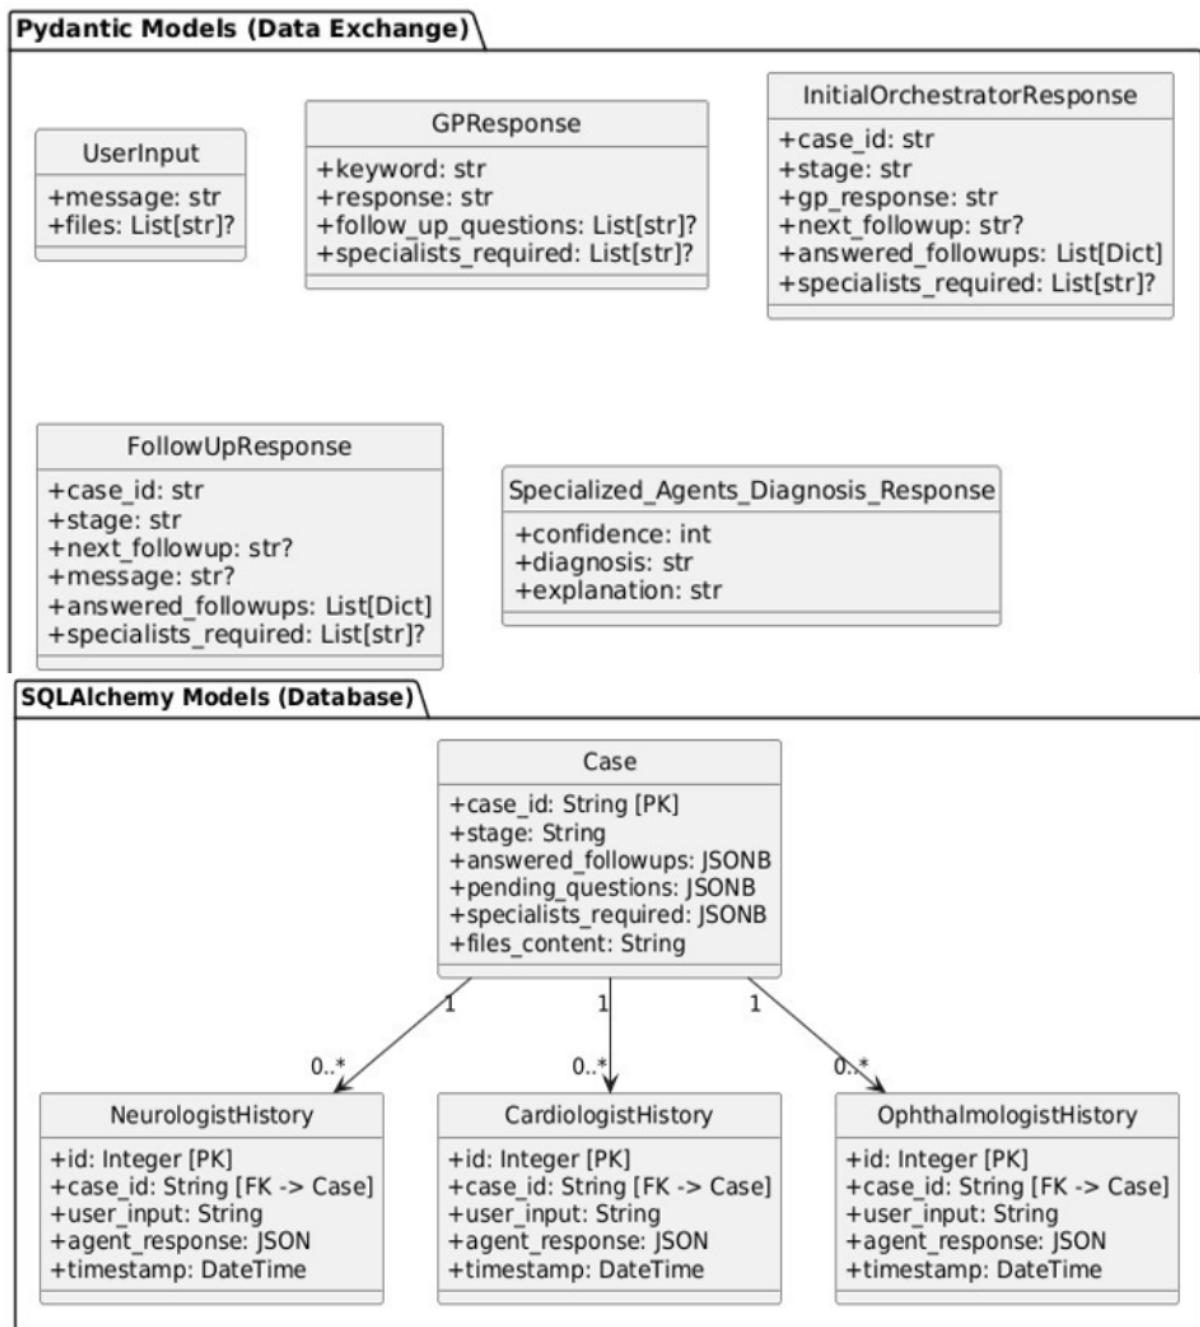 Pydantic Models (Data Exchange)
UserInput
+message: str
+files: List[str]?
GPResponse
+keyword: str
+response: str
+follow_up_questions: List[str]?
+specialists_required: List[str]?
InitialOrchestratorResponse
+case_id: str
+stage: str
+gp_response: str
+next_followup: str?
+answered_followups: List[Dict]
+specialists_required: List[str]?
FollowUpResponse
+case_id: str
+stage: str
+next_followup: str?
+message: str?
+answered_followups: List[Dict]
+specialists_required: List[str]?
Specialized_Agents_Diagnosis_Response
+confidence: int
+diagnosis: str
+explanation: str
SQLAlchemy Models (Database)
Case
+case_id: String [PK]
+stage: String
+answered_followups: JSONB
+pending_questions: JSONB
+specialists_required: JSONB
+files_content: String
1
1
1
0..*
0..*
0..*
NeurologistHistory
+id: Integer [PK]
+case_id: String [FK -> Case]
+user_input: String
+agent_response: JSON
+timestamp: DateTime
CardiologistHistory
+id: Integer [PK]
+case_id: String [FK -> Case]
+user_input: String
+agent_response: JSON
+timestamp: DateTime
OphthalmologistHistory
+id: Integer [PK]
+case_id: String [FK -> Case]
+user_input: String
+agent_response: JSON
+timestamp: DateTime